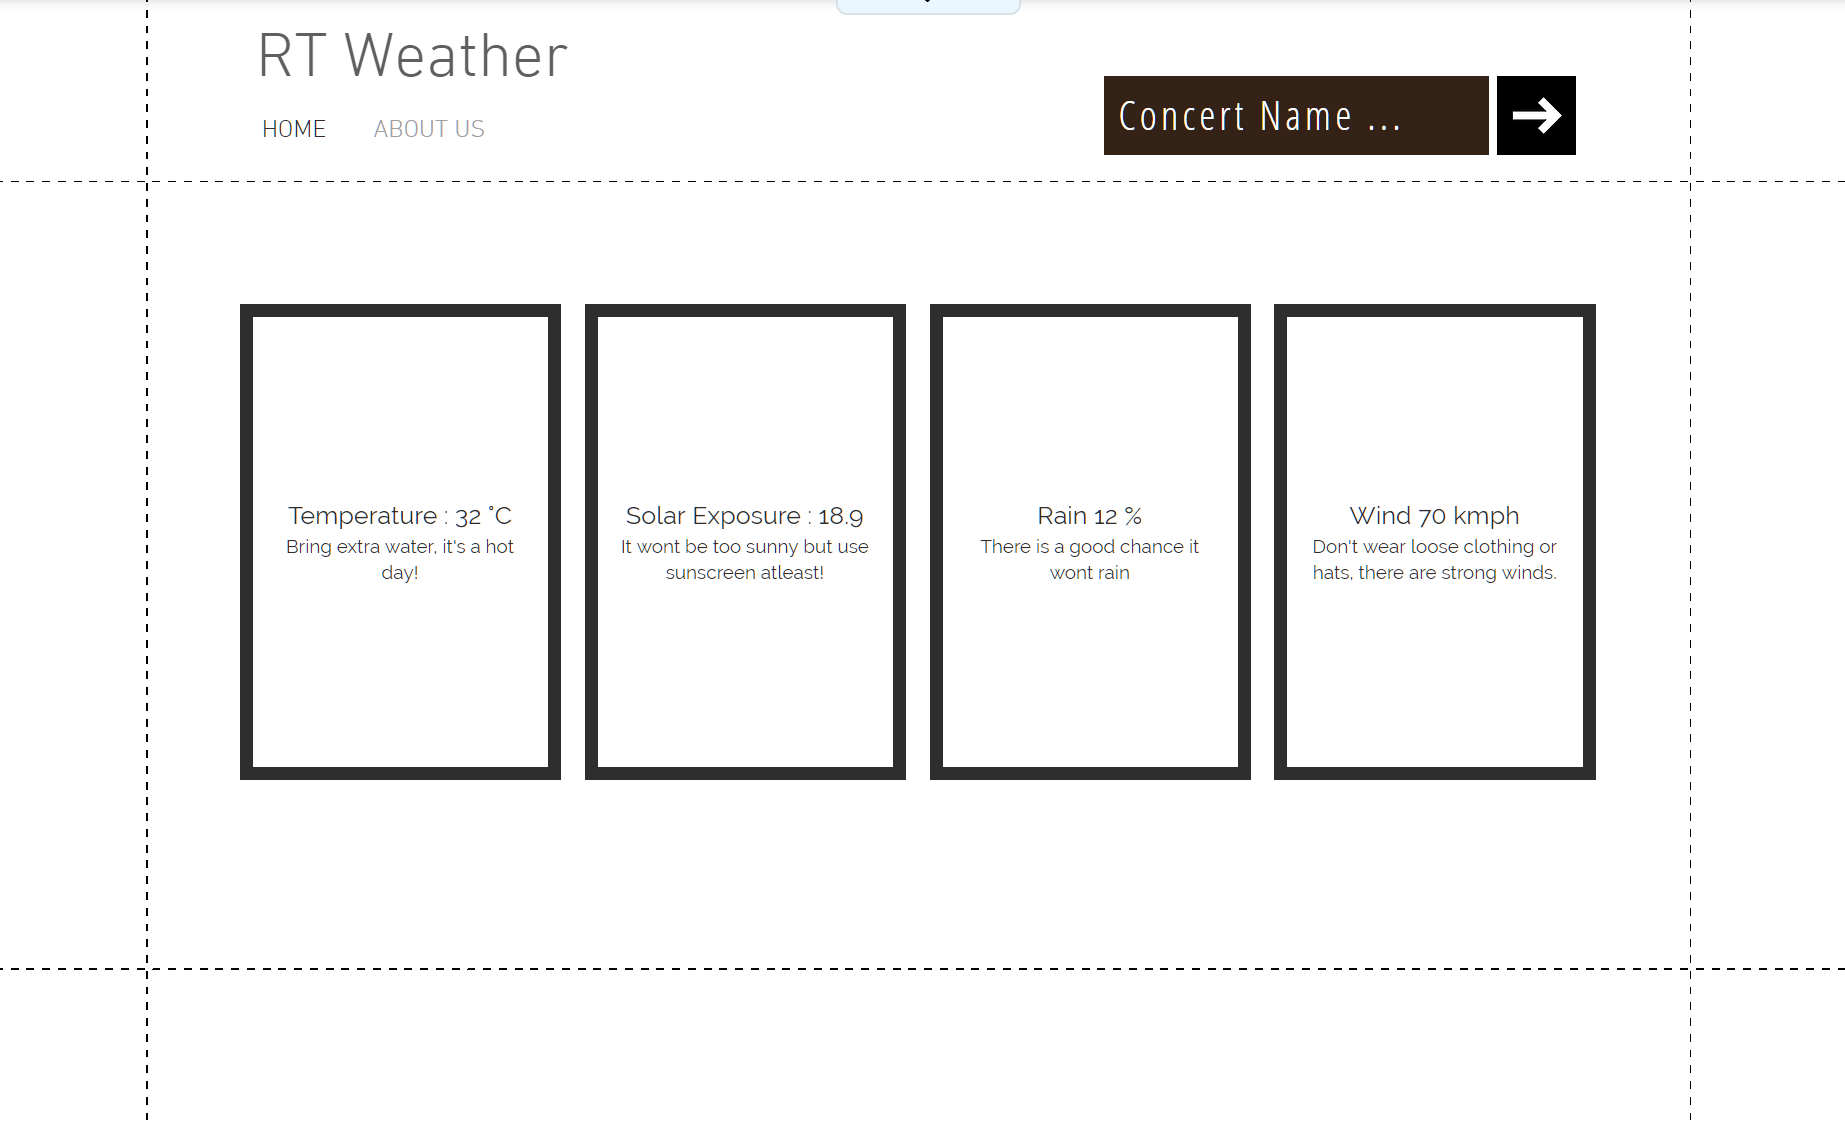 RT Weather
HOME ABOUT US
Concert Name ...
Temperature : 32 °C
Bring extra water, it's a hot
day!
Solar Exposure : 18.9
It wont be too sunny but use
sunscreen atleast!
Rain 12 %
There is a good chance it
wont rain
Wind 70 kmph
Don't wear loose clothing or
hats, there are strong winds.